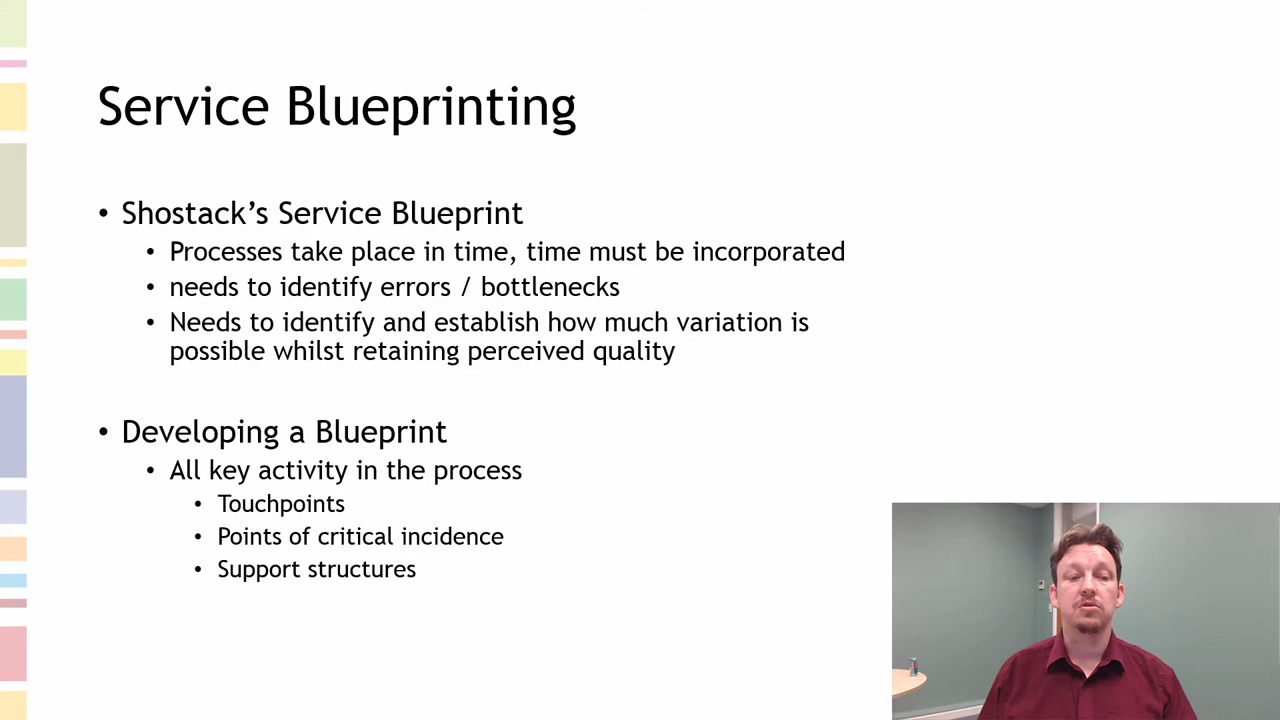 Service Blueprinting
• Shostack’s Service Blueprint
• Processes take place in time, time must be incorporated
• needs to identify errors / bottlenecks
• Needs to identify and establish how much variation is
possible whilst retaining perceived quality
• Developing a Blueprint
• All key activity in the process
• Touchpoints
• Points of critical incidence
• Support structures